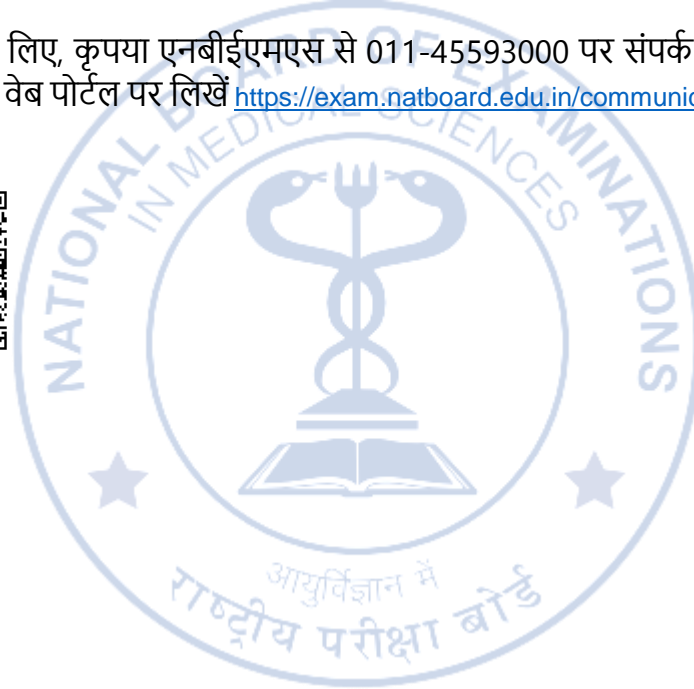 लिए, कृपया एनबीईएमएस से 011-45593000 पर संपर्क
वेब पोर्टल पर लिखें https://exam.natboard.edu.in/communic
NATIONAL BOARD OF EXAMINATIONS
IN MEDICAL SCIENCES
आयुर्विज्ञान में
राष्ट्रीय परीक्षा बोर्ड